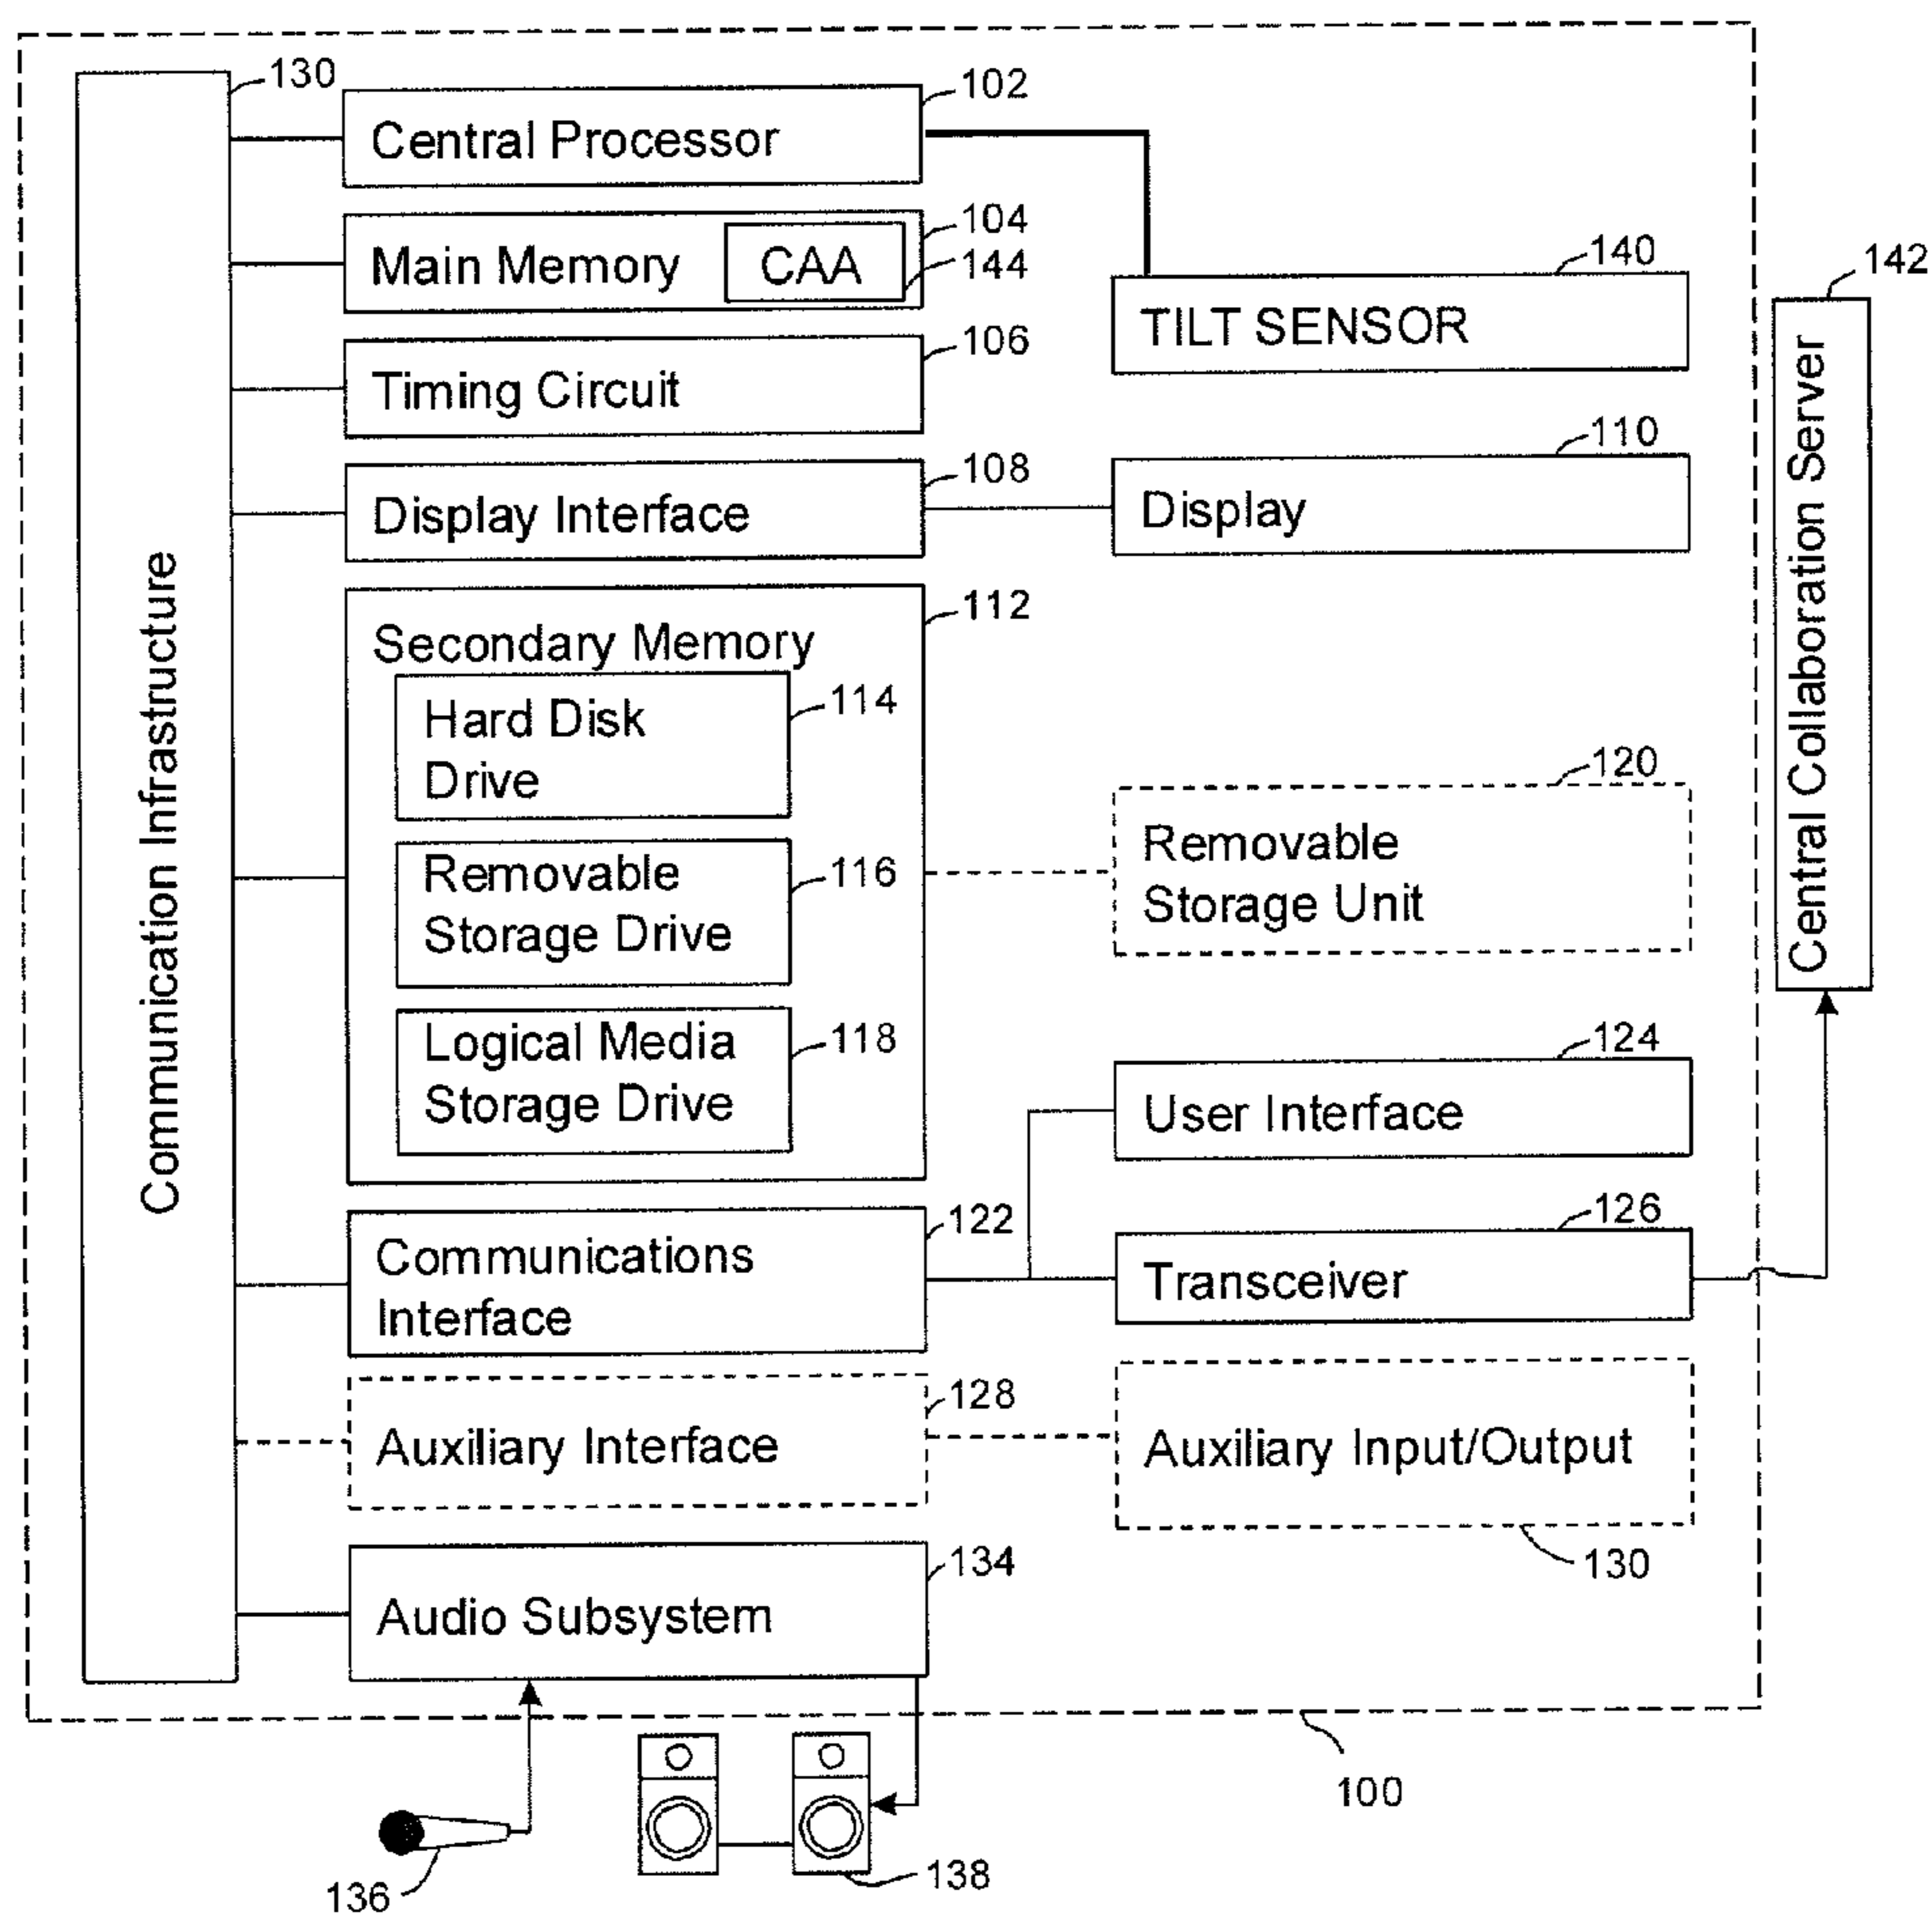 130
Communication Infrastructure
102
Central Processor
104
Main Memory
CAA
144
106
Timing Circuit
108
Display Interface
140
TILT SENSOR
110
Display
142
Central Collaboration Server
112
Secondary Memory
114
Hard Disk
Drive
116
Removable
Storage Drive
118
Logical Media
Storage Drive
120
Removable
Storage Unit
122
Communications
Interface
124
User Interface
126
Transceiver
128
Auxiliary Interface
Auxiliary Input/Output
130
134
Audio Subsystem
100
136
138